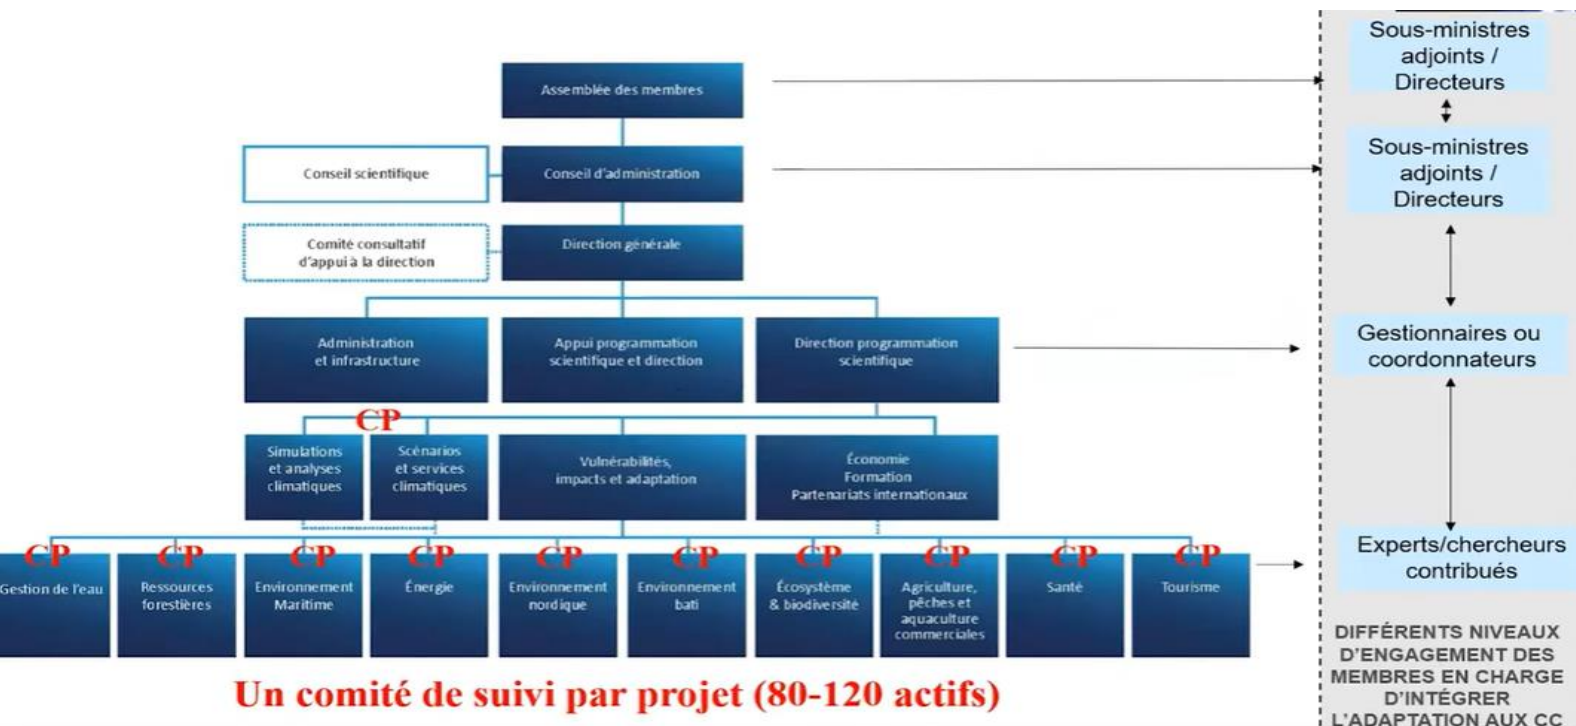 Assemblée des membres
Conseil scientifique
Conseil d'administration
Comité consultatif
d'appui à la direction
Direction générale
Administration
et infrastructure
Appui programmation
scientifique et direction
Direction programmation
scientifique
CP
Simulations
et analyses
climatiques
Scénarios
et services
climatiques
Vulnérabilités,
impacts et adaptation
Économie
Formation
Partenariats internationaux
CP
Gestion de l'eau
CP
Ressources
forestières
CP
Environnement
Maritime
CP
Énergie
CP
Environnement
nordique
CP
Environnement
bati
CP
Écosystème
& biodiversité
CP
Agriculture,
pêches et
aquaculture
commerciales
CP
Santé
CP
Tourisme
Un comité de suivi par projet (80-120 actifs)
Sous-ministres
adjoints /
Directeurs
Sous-ministres
adjoints /
Directeurs
Gestionnaires ou
coordonnateurs
Experts/chercheurs
contribués
DIFFÉRENTS NIVEAUX
D'ENGAGEMENT DES
MEMBRES EN CHARGE
D'INTÉGRER
L'ADAPTATION AUX CC